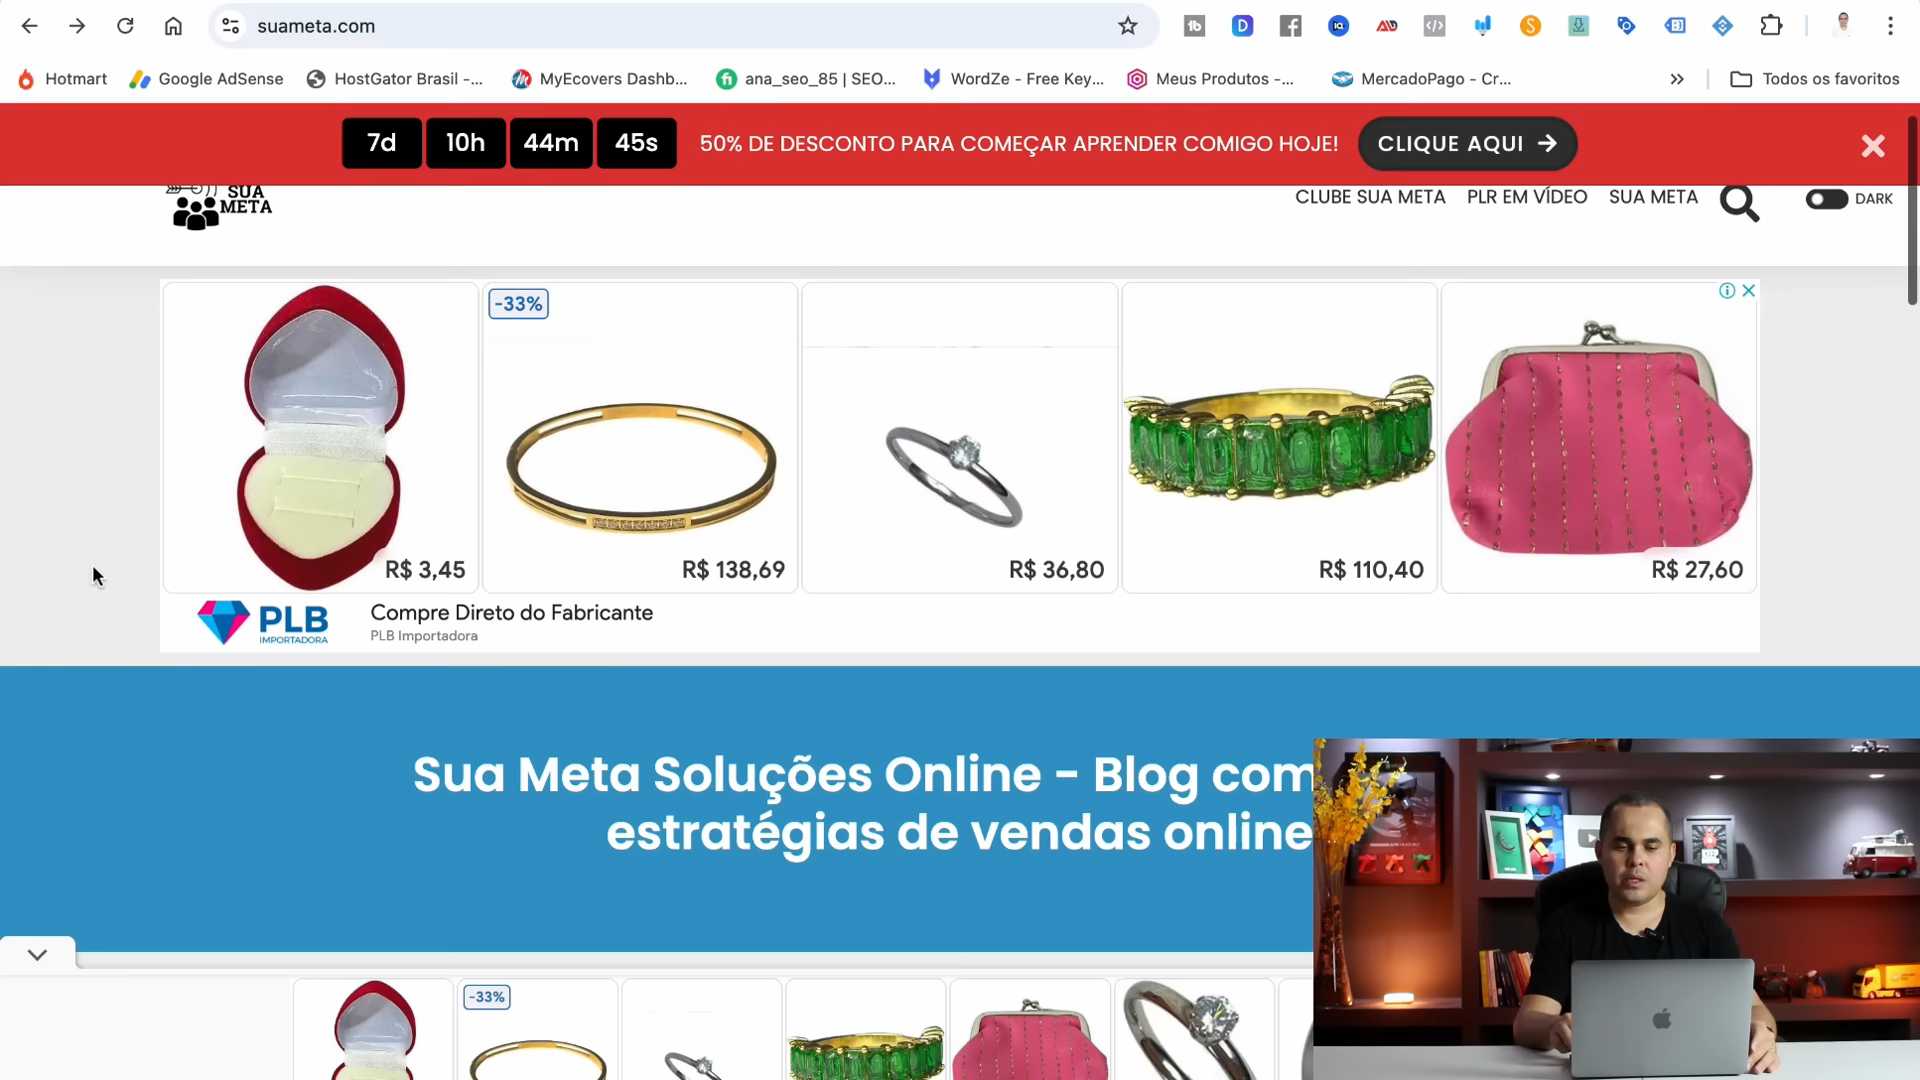 suameta.com
Hotmart
Google AdSense
HostGator Brasil -...
MyEcovers Dashb...
ana_seo_85 | SEO...
WordZe - Free Key...
Meus Produtos -...
MercadoPago - Cr...
Todos os favoritos
7d 10h 44m 45s 50% DE DESCONTO PARA COMEÇAR APRENDER COMIGO HOJE! CLIQUE AQUI →
SUA META
CLUBE SUA META PLR EM VÍDEO SUA META DARK
-33%
R$ 3,45 R$ 138,69 R$ 36,80 R$ 110,40 R$ 27,60
PLB IMPORTADORA
Compre Direto do Fabricante
PLB Importadora
Sua Meta Soluções Online - Blog com
estratégias de vendas online
-33%